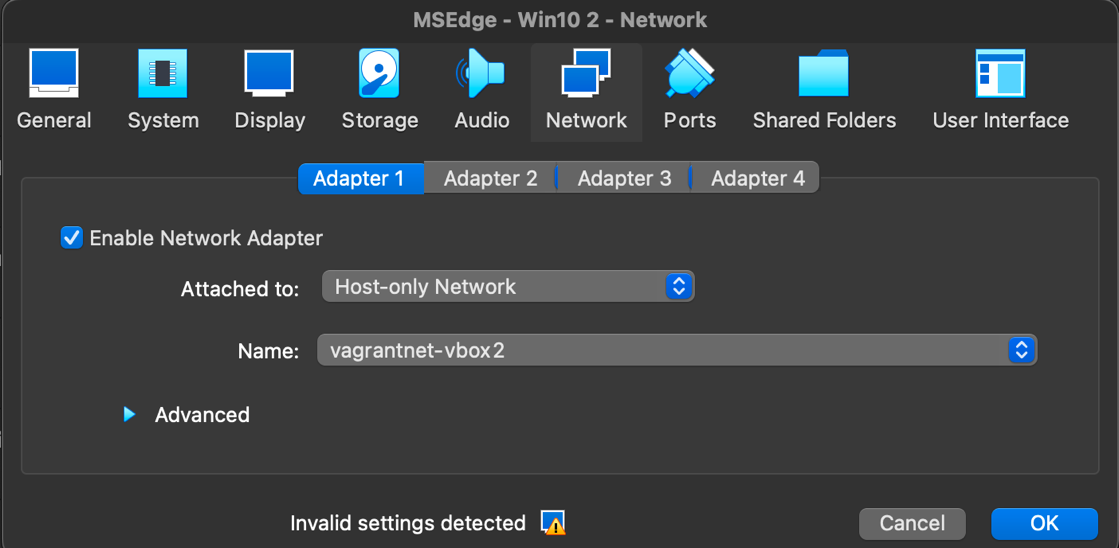 MSEdge - Win10 2 - Network
General System Display Storage Audio Network Ports Shared Folders User Interface
Adapter 1 Adapter 2 Adapter 3 Adapter 4
Enable Network Adapter
Attached to: Host-only Network
Name: vagrantnet-vbox2
Advanced
Invalid settings detected Cancel OK